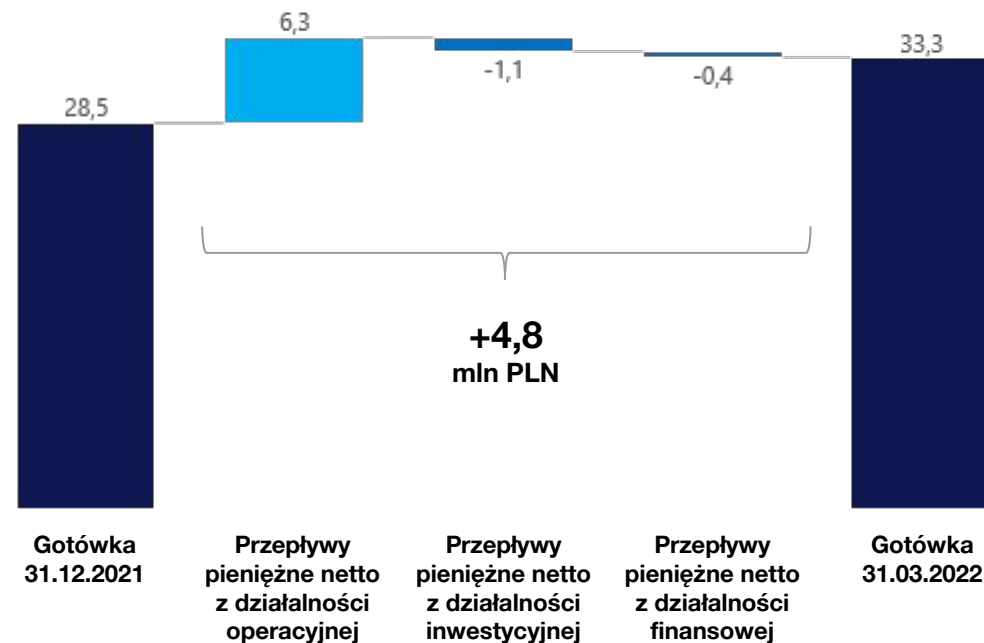 6,3
33,3
-1,1
-0,4
28,5
+4,8
mln PLN
Gotówka
31.12.2021
Przepływy
pieniężne netto
z działalności
operacyjnej
Przepływy
pieniężne netto
z działalności
inwestycyjnej
Przepływy
pieniężne netto
z działalności
finansowej
Gotówka
31.03.2022